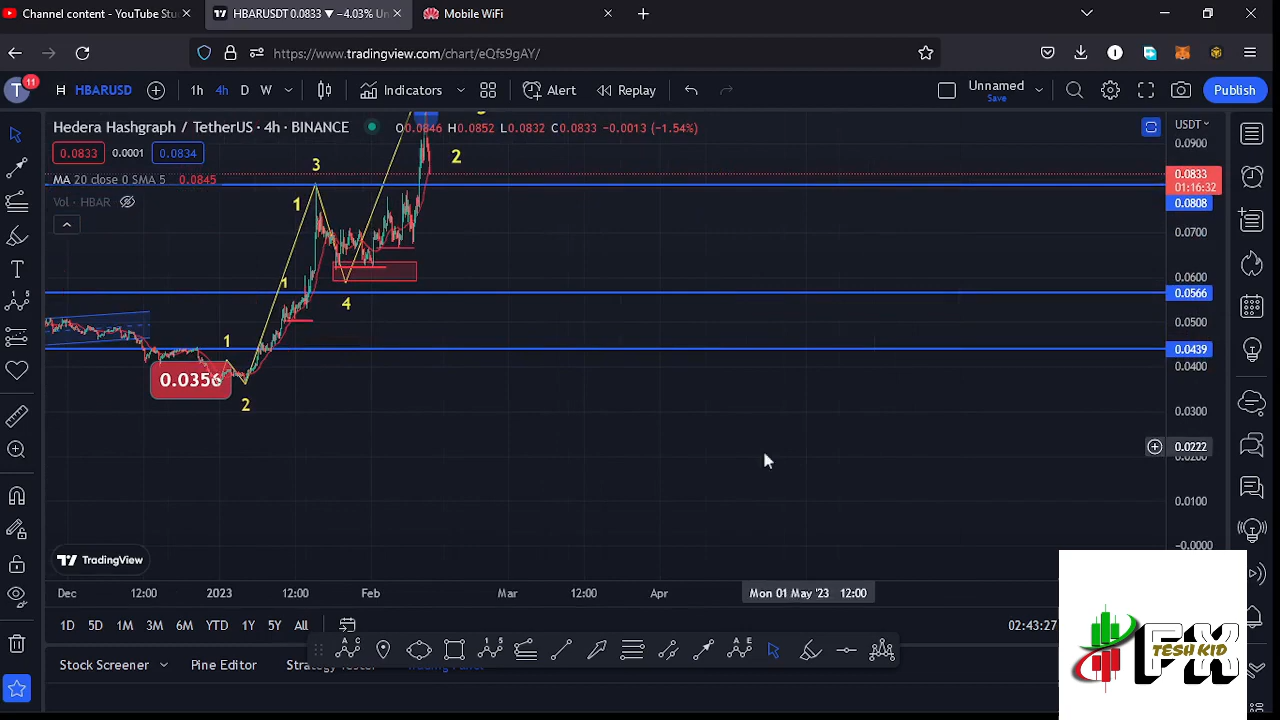 Channel content - YouTube Stu
HBARUSDT 0.0833 ▼ −4.03% Un
Mobile WiFi
https://www.tradingview.com/chart/eQfs9gAY/
T
11
HBARUSD
1h
4h
D
W
Indicators
Alert
Replay
Unnamed
Save
Publish
Hedera Hashgraph / TetherUS · 4h · BINANCE
O0.0846 H0.0852 L0.0832 C0.0833 −0.0013 (−1.54%)
USDT
0.0833
0.0001
0.0834
MA 20 close 0 SMA 5 0.0845
Vol · HBAR
3
2
1
1
4
1
2
0.0356
0.0900
0.0833
01:16:32
0.0808
0.0700
0.0600
0.0566
0.0500
0.0439
0.0400
0.0300
0.0222
0.0200
0.0100
−0.0000
TradingView
Dec
12:00
2023
12:00
Feb
Mar
12:00
Apr
Mon 01 May '23 12:00
1D
5D
1M
3M
6M
YTD
1Y
5Y
All
02:43:27
Stock Screener
Pine Editor
Strategy Tester
Trading Panel
FX
TESH KID